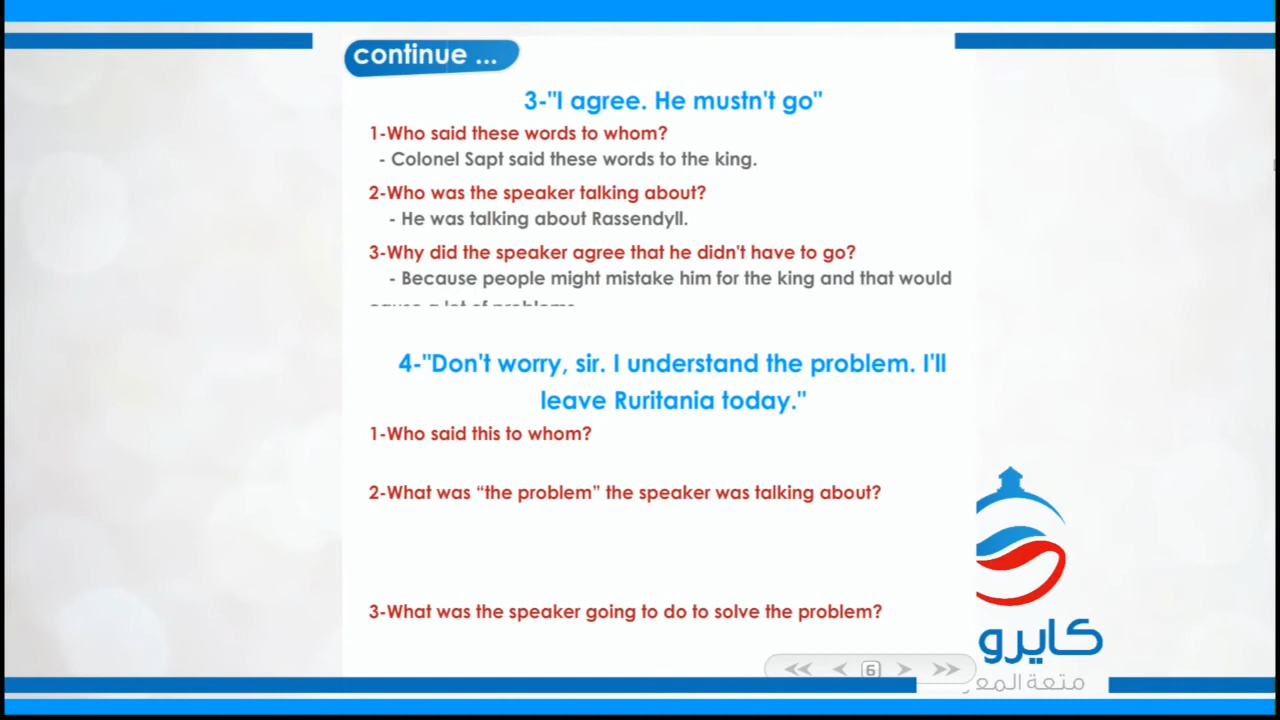 continue ...
3-"I agree. He mustn't go"
1-Who said these words to whom?
- Colonel Sapt said these words to the king.
2-Who was the speaker talking about?
- He was talking about Rassendyll.
3-Why did the speaker agree that he didn't have to go?
- Because people might mistake him for the king and that would
cause a lot of problems
4-"Don't worry, sir. I understand the problem. I'll
leave Ruritania today."
1-Who said this to whom?
2-What was “the problem” the speaker was talking about?
3-What was the speaker going to do to solve the problem?
6
كايرو
متعة